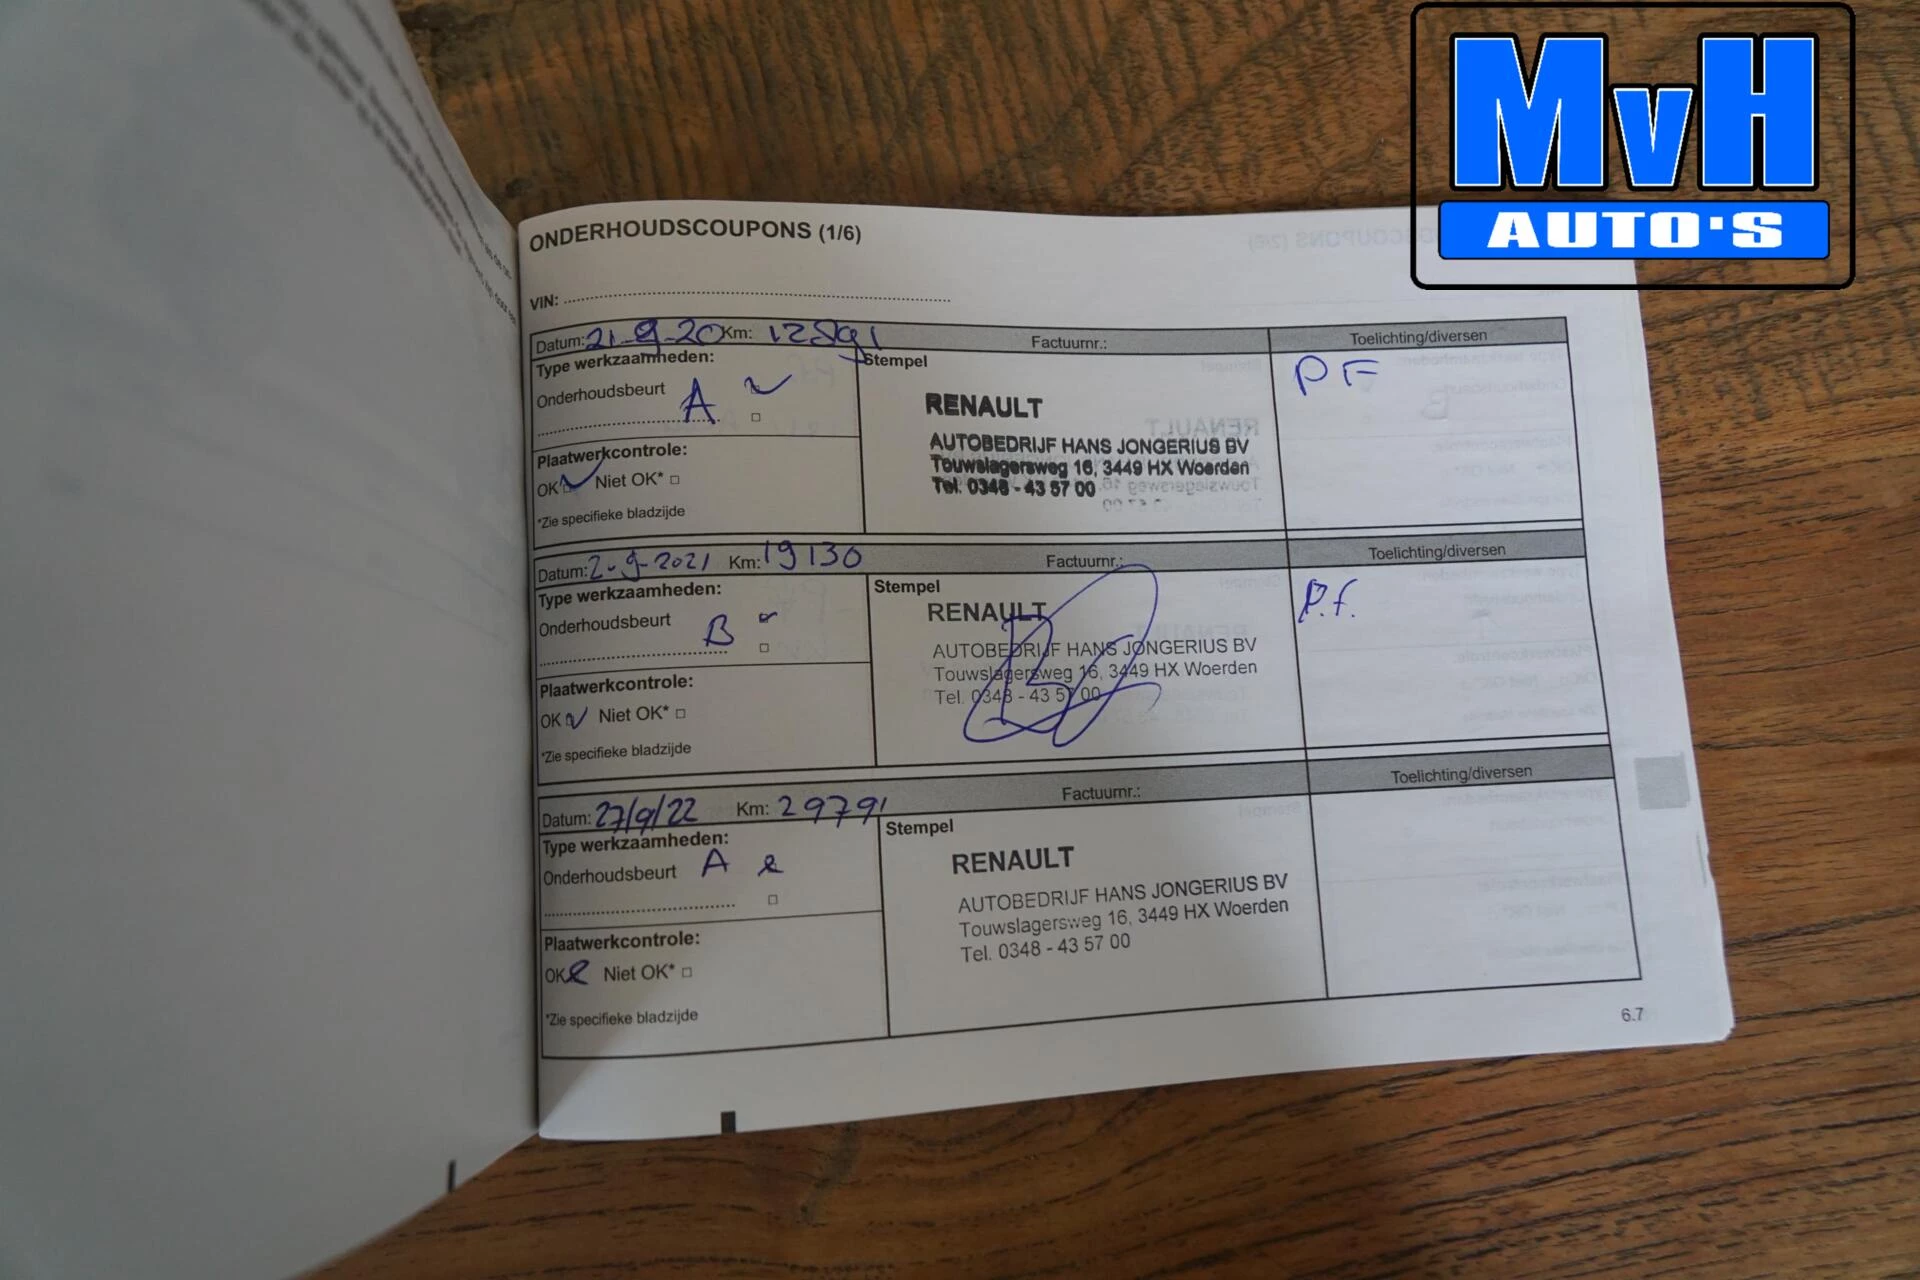 MvH
AUTO'S
ONDERHOUDSCOUPONS (1/6)
VIN:
Datum: 21-9-20 Km: 12891 Factuurnr.: Toelichting/diversen
Type werkzaamheden: Stempel
Onderhoudsbeurt A PF
RENAULT
AUTOBEDRIJF HANS JONGERIUS BV
Touwslagersweg 16, 3449 HX Woerden
Tel. 0348 - 43 57 00
Plaatwerkcontrole:
OK Niet OK*
*Zie specifieke bladzijde
Datum: 2-9-2021 Km: 19130 Factuurnr.: Toelichting/diversen
Type werkzaamheden: Stempel
Onderhoudsbeurt B P.f.
RENAULT
AUTOBEDRIJF HANS JONGERIUS BV
Touwslagersweg 16, 3449 HX Woerden
Tel. 0348 - 43 57 00
Plaatwerkcontrole:
OK Niet OK*
*Zie specifieke bladzijde
Datum: 27/9/22 Km: 29791 Factuurnr.: Toelichting/diversen
Type werkzaamheden: Stempel
Onderhoudsbeurt A
RENAULT
AUTOBEDRIJF HANS JONGERIUS BV
Touwslagersweg 16, 3449 HX Woerden
Tel. 0348 - 43 57 00
Plaatwerkcontrole:
OK Niet OK*
*Zie specifieke bladzijde
6.7